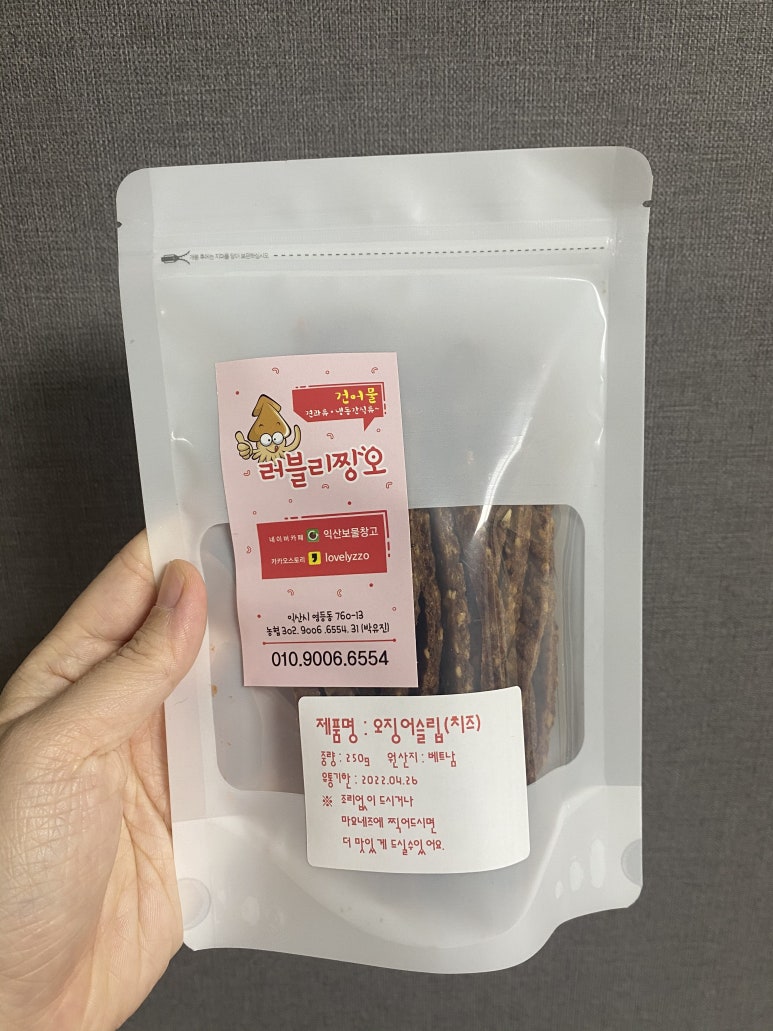 건어물
견과유·냉동간식유~
러블리짱오
네이버카페 익산보물창고
카카오스토리 lovelyzzo
익산시 영등동 760-13
농협 302. 9006 .6554. 31 (박유진)
010.9006.6554
제품명 : 오징어슬립(치즈)
중량 : 250g 원산지 : 베트남
유통기한 : 2022.04.26
※ 조리없이 드시거나
마요네즈에 찍어드시면
더 맛있게 드실수있어요.